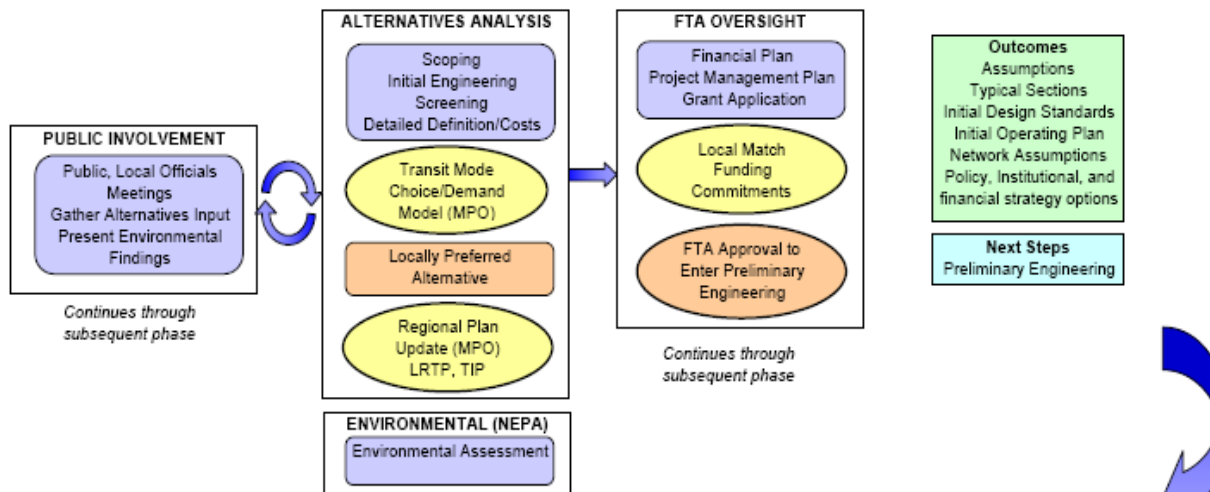 PUBLIC INVOLVEMENT
Public, Local Officials
Meetings
Gather Alternatives Input
Present Environmental
Findings
Continues through
subsequent phase
ALTERNATIVES ANALYSIS
Scoping
Initial Engineering
Screening
Detailed Definition/Costs
Transit Mode
Choice/Demand
Model (MPO)
Locally Preferred
Alternative
Regional Plan
Update (MPO)
LRTP, TIP
ENVIRONMENTAL (NEPA)
Environmental Assessment
FTA OVERSIGHT
Financial Plan
Project Management Plan
Grant Application
Local Match
Funding
Commitments
FTA Approval to
Enter Preliminary
Engineering
Continues through
subsequent phase
Outcomes
Assumptions
Typical Sections
Initial Design Standards
Initial Operating Plan
Network Assumptions
Policy, Institutional, and
financial strategy options
Next Steps
Preliminary Engineering